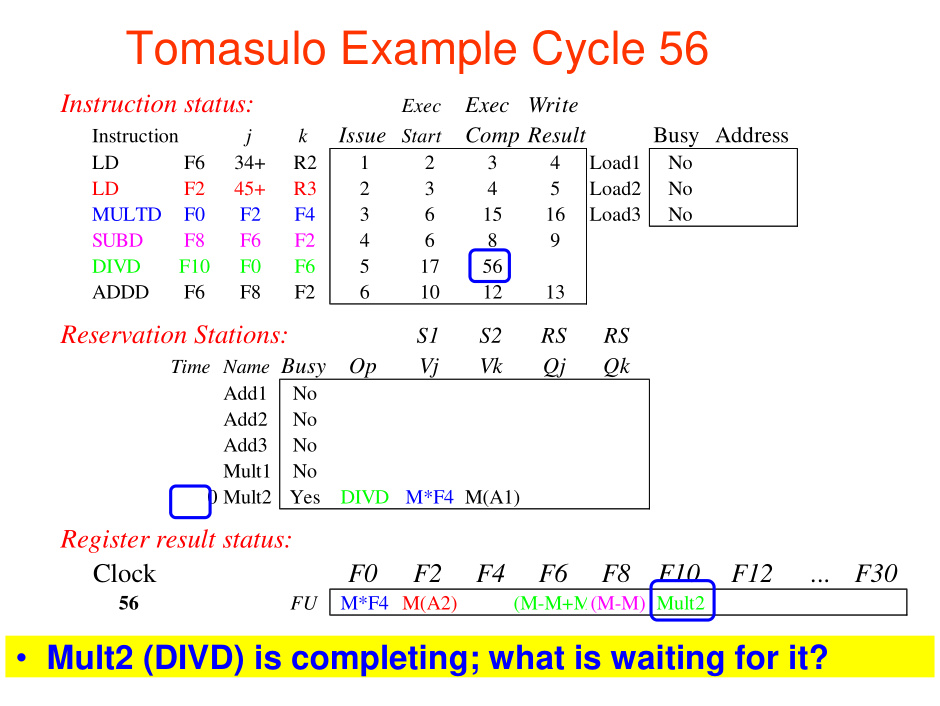 Tomasulo Example Cycle 56
Instruction status: Exec Exec Write
Instruction j k Issue Start Comp Result Busy Address
LD F6 34+ R2 1 2 3 4 Load1 No
LD F2 45+ R3 2 3 4 5 Load2 No
MULTD F0 F2 F4 3 6 15 16 Load3 No
SUBD F8 F6 F2 4 6 8 9
DIVD F10 F0 F6 5 17 56
ADDD F6 F8 F2 6 10 12 13
Reservation Stations: S1 S2 RS RS
Time Name Busy Op Vj Vk Qj Qk
Add1 No
Add2 No
Add3 No
Mult1 No
0 Mult2 Yes DIVD M*F4 M(A1)
Register result status:
Clock F0 F2 F4 F6 F8 F10 F12 ... F30
56 FU M*F4 M(A2) (M-M+M (M-M) Mult2
• Mult2 (DIVD) is completing; what is waiting for it?